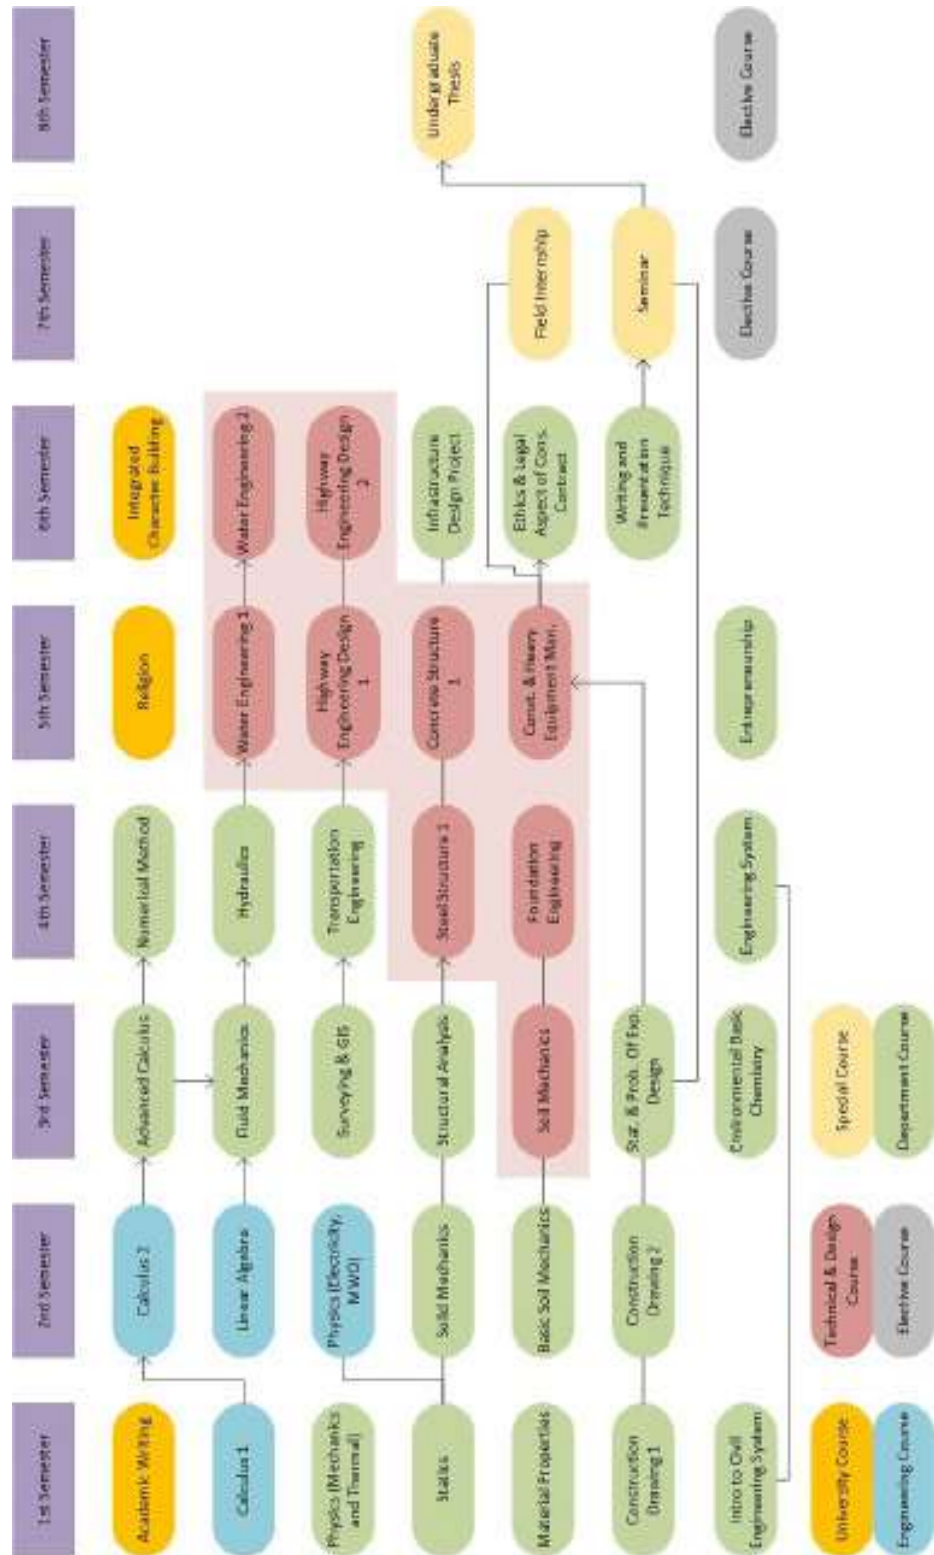 1st Semester
2nd Semester
3rd Semester
4th Semester
5th Semester
6th Semester
7th Semester
8th Semester
Academic Writing
Calculus 2
Advanced Calculus
Numerical Method
Religion
Integrated
Character Building
Calculus 1
Linear Algebra
Fluid Mechanics
Hydraulics
Water Engineering 1
Water Engineering 2
Physics (Mechanics
and Thermal)
Physics (Electricity,
MWO)
Surveying & GIS
Transportation
Engineering
Highway
Engineering Design
1
Highway
Engineering Design
2
Statics
Solid Mechanics
Structural Analysis
Steel Structure 1
Concrete Structure
1
Infrastructure
Design Project
Undergraduate
Thesis
Material Properties
Basic Soil Mechanics
Soil Mechanics
Foundation
Engineering
Const. & Heavy
Equipment Man.
Ethics & Legal
Aspect of Cons.
Contract
Field Internship
Construction
Drawing 1
Construction
Drawing 2
Stat. & Prob. Of Exp.
Design
Writing and
Presentation
Technique
Seminar
Intro to Civil
Engineering System
Environmental Basic
Chemistry
Engineering System
Entrepreneurship
Elective Course
Elective Course
University Course
Technical & Design
Course
Special Course
Engineering Course
Elective Course
Department Course